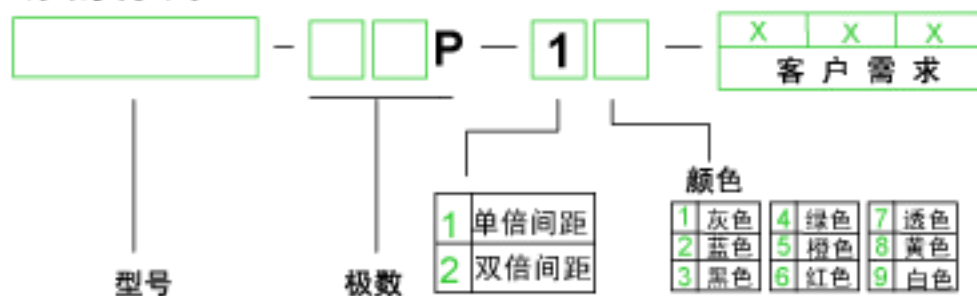 - P — 1 — X X X
客户需求
颜色
1 单倍间距
2 双倍间距
1 灰色 4 绿色 7 透色
2 蓝色 5 橙色 8 黄色
3 黑色 6 红色 9 白色
型号 极数